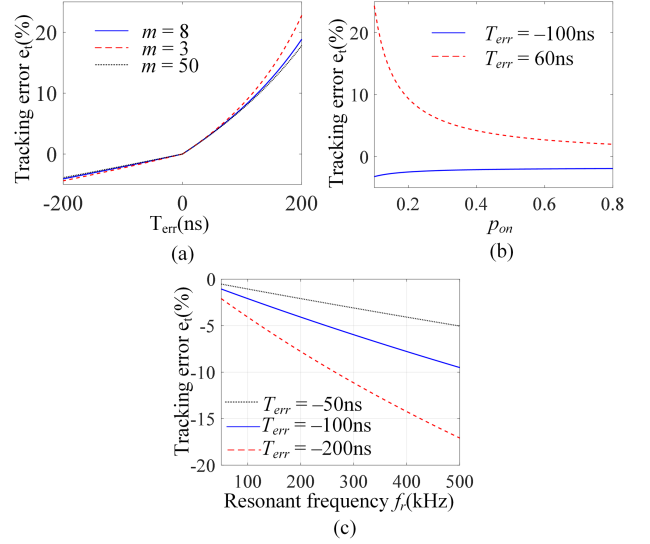 Tracking error e_t(%)
20
10
0
m = 8
m = 3
m = 50
-200
0
200
T_err(ns)
(a)
Tracking error e_t(%)
20
10
0
T_err = –100ns
T_err = 60ns
0.2
0.4
0.6
0.8
p_on
(b)
Tracking error e_t(%)
0
-5
-10
-15
-20
T_err = –50ns
T_err = –100ns
T_err = –200ns
100
200
300
400
500
Resonant frequency f_r(kHz)
(c)